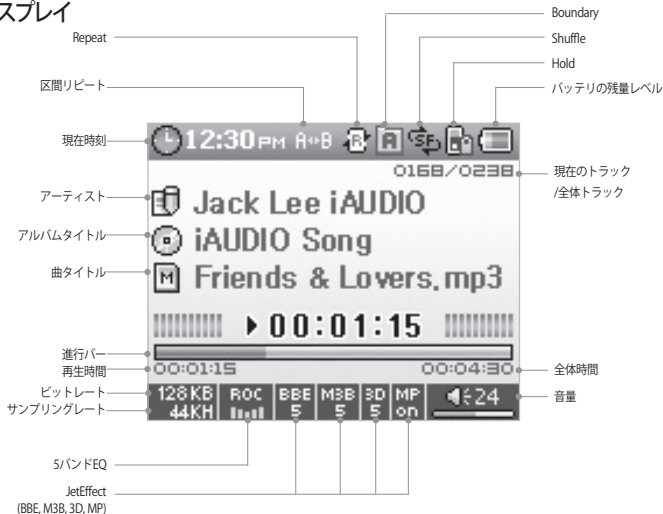 スプレイ
Boundary
Repeat
Shuffle
Hold
区間リピート
バッテリの残量レベル
現在時刻
12:30 PM A↔B R A SF
0168/0238
現在のトラック
/全体トラック
アーティスト
Jack Lee iAUDIO
アルバムタイトル
iAUDIO Song
曲タイトル
M Friends & Lovers.mp3
00:01:15
進行バー
再生時間
00:01:15
00:04:30
全体時間
ビットレート
128KB ROC BBE M3B 3D MP 24
音量
サンプリングレート
44KH 5 5 5 on
5バンドEQ
JetEffect
(BBE, M3B, 3D, MP)